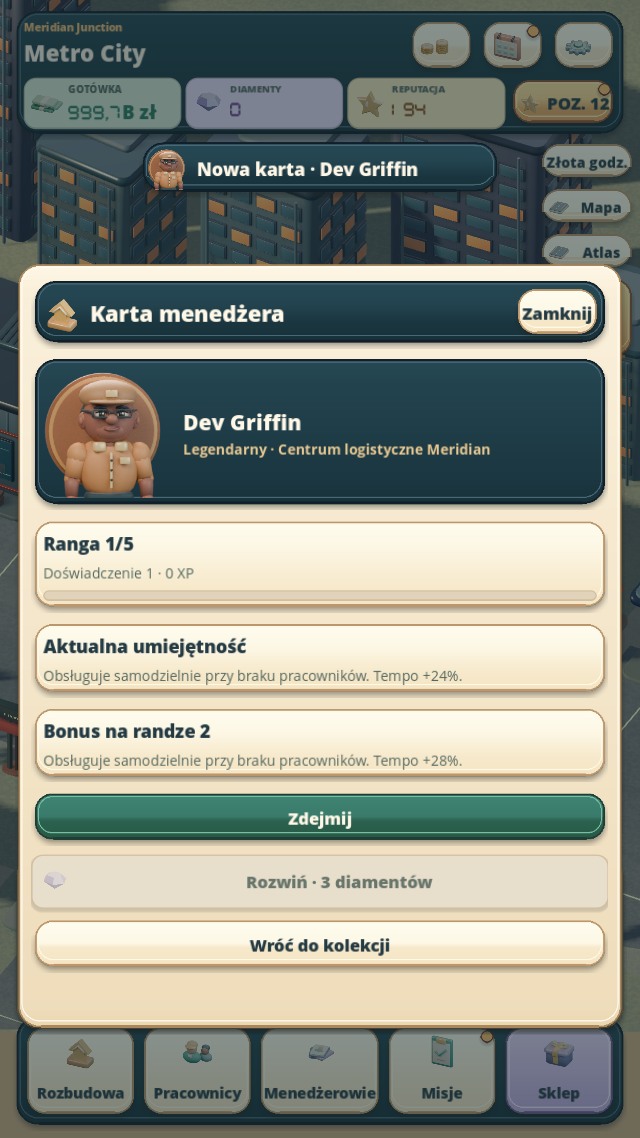 Meridian Junction
Metro City
GOTÓWKA
999,7B zł
DIAMENTY
0
REPUTACJA
194
POZ. 12
Nowa karta · Dev Griffin
Złota godz.
Mapa
Atlas
Karta menedżera
Zamknij
Dev Griffin
Legendarny · Centrum logistyczne Meridian
Ranga 1/5
Doświadczenie 1 · 0 XP
Aktualna umiejętność
Obsługuje samodzielnie przy braku pracowników. Tempo +24%.
Bonus na randze 2
Obsługuje samodzielnie przy braku pracowników. Tempo +28%.
Zdejmij
Rozwiń · 3 diamentów
Wróć do kolekcji
Rozbudowa
Pracownicy
Menedżerowie
Misje
Sklep